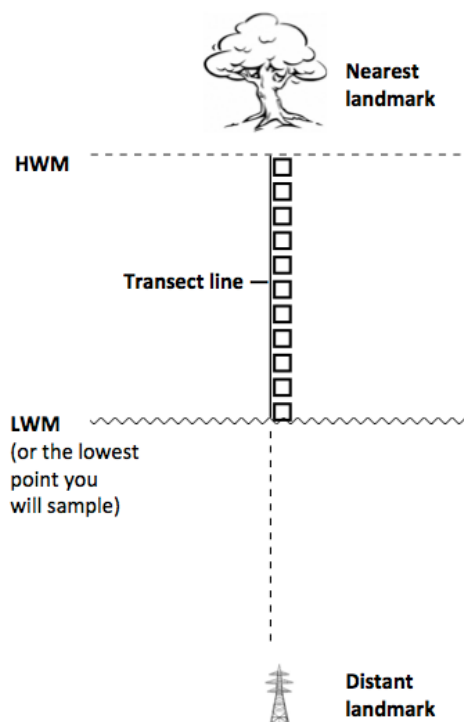 Nearest
landmark
HWM
Transect line
LWM
(or the lowest
point you
will sample)
Distant
landmark